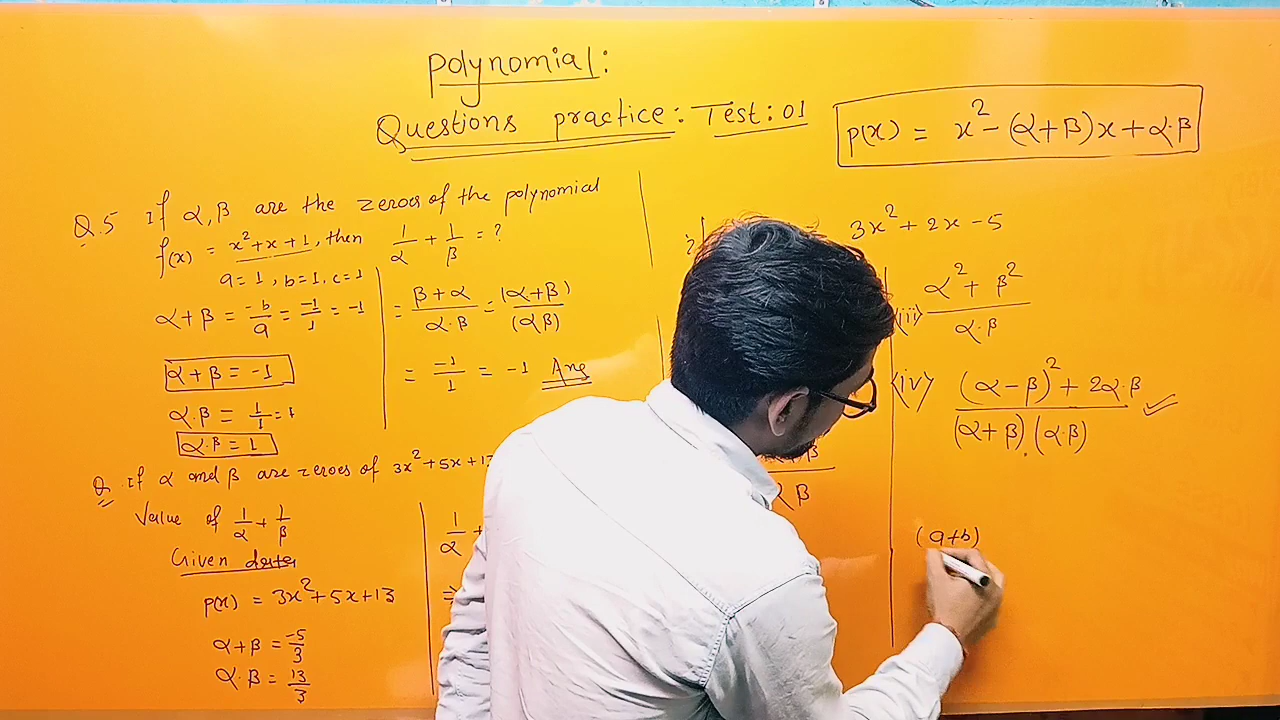 Polynomial:
Questions practice: Test: 01
p(x) = x² - (α+β)x + α.β
Q.5 if α, β are the zeroes of the polynomial
f(x) = x²+x+1, then 1/α + 1/β = ?
a=1, b=1, c=1
α+β = -b/a = -1/1 = -1
α+β = -1
α.β = 1/1 = 1
α.β = 1
= β+α/α.β = (α+β)/(αβ)
= -1/1 = -1 Ans
Q if α and β are zeroes of 3x²+5x+13
Value of 1/α + 1/β
Given data
p(x) = 3x²+5x+13
α+β = -5/3
α.β = 13/3
1/α +
⇒
3x² + 2x - 5
β
(iii) α² + β²/α.β
(iv) (α-β)² + 2α.β/(α+β).(αβ) ✓
(a+b)